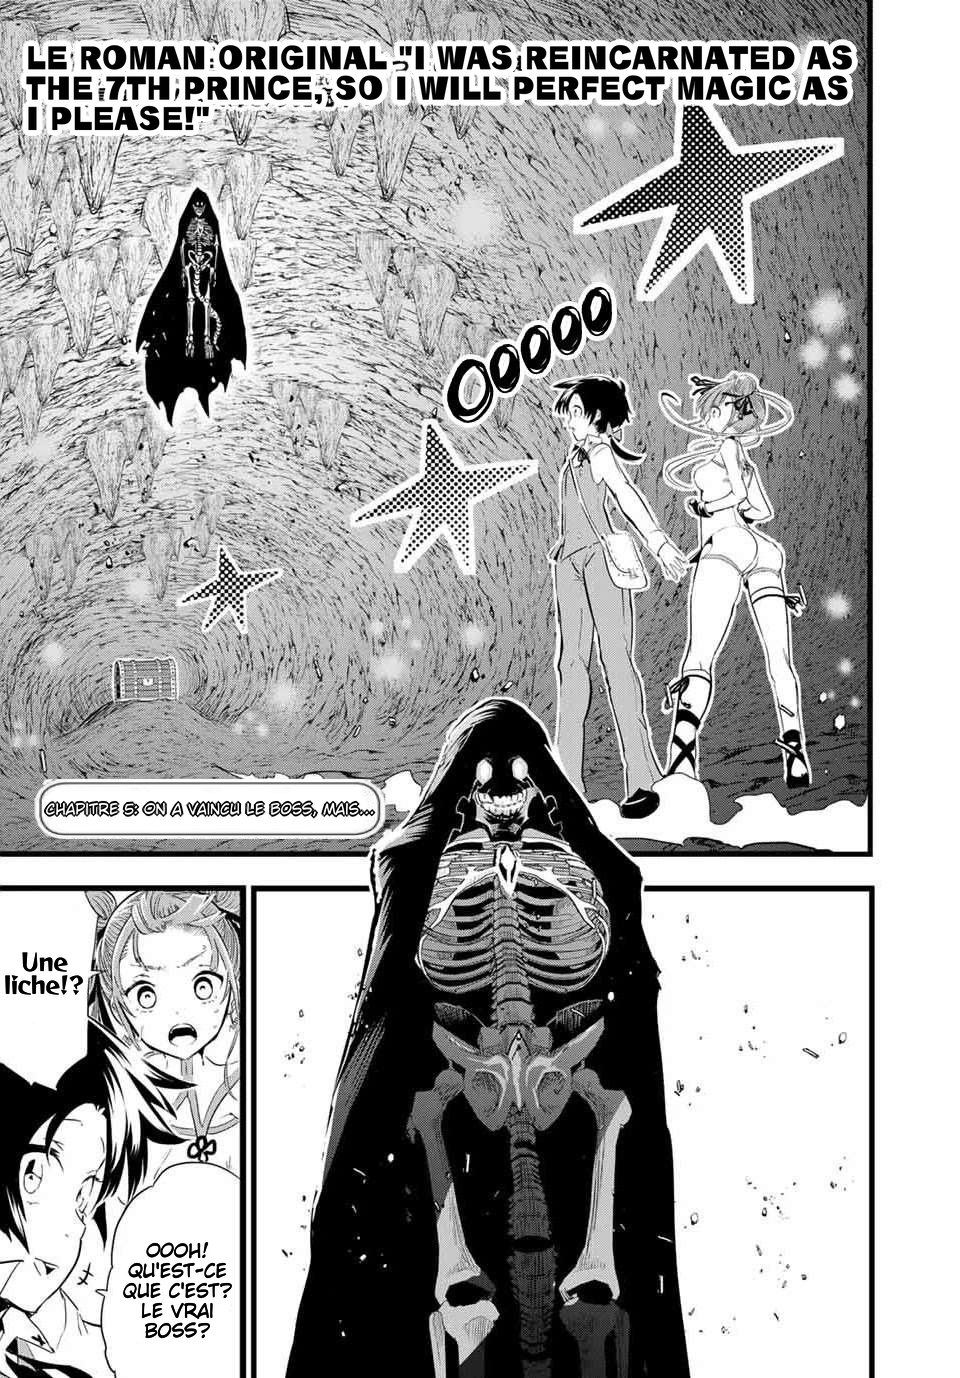 LE ROMAN ORIGINAL "I WAS REINCARNATED AS
THE 7TH PRINCE, SO I WILL PERFECT MAGIC AS
I PLEASE!"
OOOOO
CHAPITRE 5: ON A VAINCU LE BOSS, MAIS...
Une
liche!?
OOOH!
QU'EST-CE
QUE C'EST?
LE VRAI
BOSS?